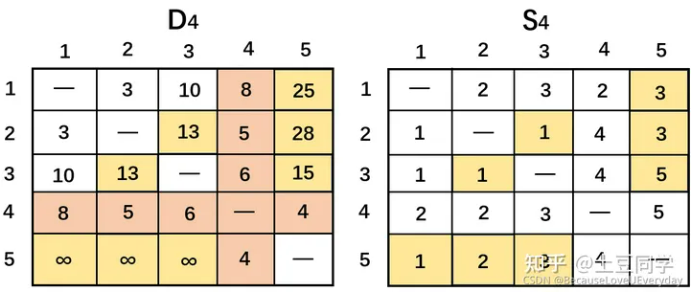 D4
1 2 3 4 5
1 — 3 10 8 25
2 3 — 13 5 28
3 10 13 — 6 15
4 8 5 6 — 4
5 ∞ ∞ ∞ 4 —
S4
1 2 3 4 5
1 — 2 3 2 3
2 1 — 1 4 3
3 1 1 — 4 5
4 2 2 3 — 5
5 1 2 3 4 —
知乎 @土豆同学
CSDN @BecauseLoveUEveryday